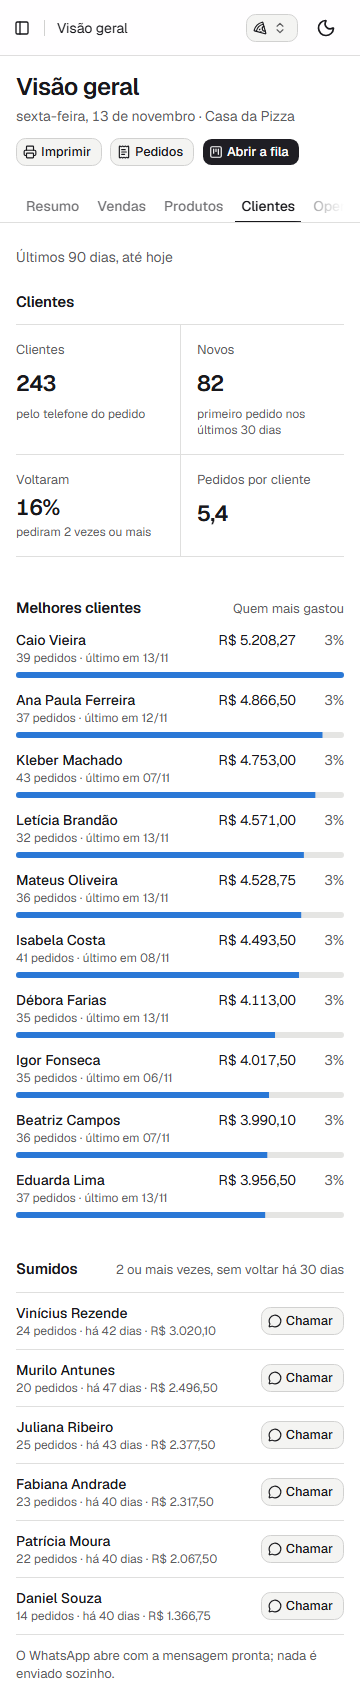 Visão geral
Visão geral
sexta-feira, 13 de novembro · Casa da Pizza
Imprimir
Pedidos
Abrir a fila
Resumo
Vendas
Produtos
Clientes
Ope
Últimos 90 dias, até hoje
Clientes
Clientes
243
pelo telefone do pedido
Novos
82
primeiro pedido nos
últimos 30 dias
Voltaram
16%
pediram 2 vezes ou mais
Pedidos por cliente
5,4
Melhores clientes
Quem mais gastou
Caio Vieira R$ 5.208,27 3%
39 pedidos · último em 13/11
Ana Paula Ferreira R$ 4.866,50 3%
37 pedidos · último em 12/11
Kleber Machado R$ 4.753,00 3%
43 pedidos · último em 07/11
Letícia Brandão R$ 4.571,00 3%
32 pedidos · último em 13/11
Mateus Oliveira R$ 4.528,75 3%
36 pedidos · último em 13/11
Isabela Costa R$ 4.493,50 3%
41 pedidos · último em 08/11
Débora Farias R$ 4.113,00 3%
35 pedidos · último em 13/11
Igor Fonseca R$ 4.017,50 3%
35 pedidos · último em 06/11
Beatriz Campos R$ 3.990,10 3%
36 pedidos · último em 07/11
Eduarda Lima R$ 3.956,50 3%
37 pedidos · último em 13/11
Sumidos
2 ou mais vezes, sem voltar há 30 dias
Vinícius Rezende
24 pedidos · há 42 dias · R$ 3.020,10
Chamar
Murilo Antunes
20 pedidos · há 47 dias · R$ 2.496,50
Chamar
Juliana Ribeiro
25 pedidos · há 43 dias · R$ 2.377,50
Chamar
Fabiana Andrade
23 pedidos · há 40 dias · R$ 2.317,50
Chamar
Patrícia Moura
22 pedidos · há 40 dias · R$ 2.067,50
Chamar
Daniel Souza
14 pedidos · há 40 dias · R$ 1.366,75
Chamar
O WhatsApp abre com a mensagem pronta; nada é
enviado sozinho.